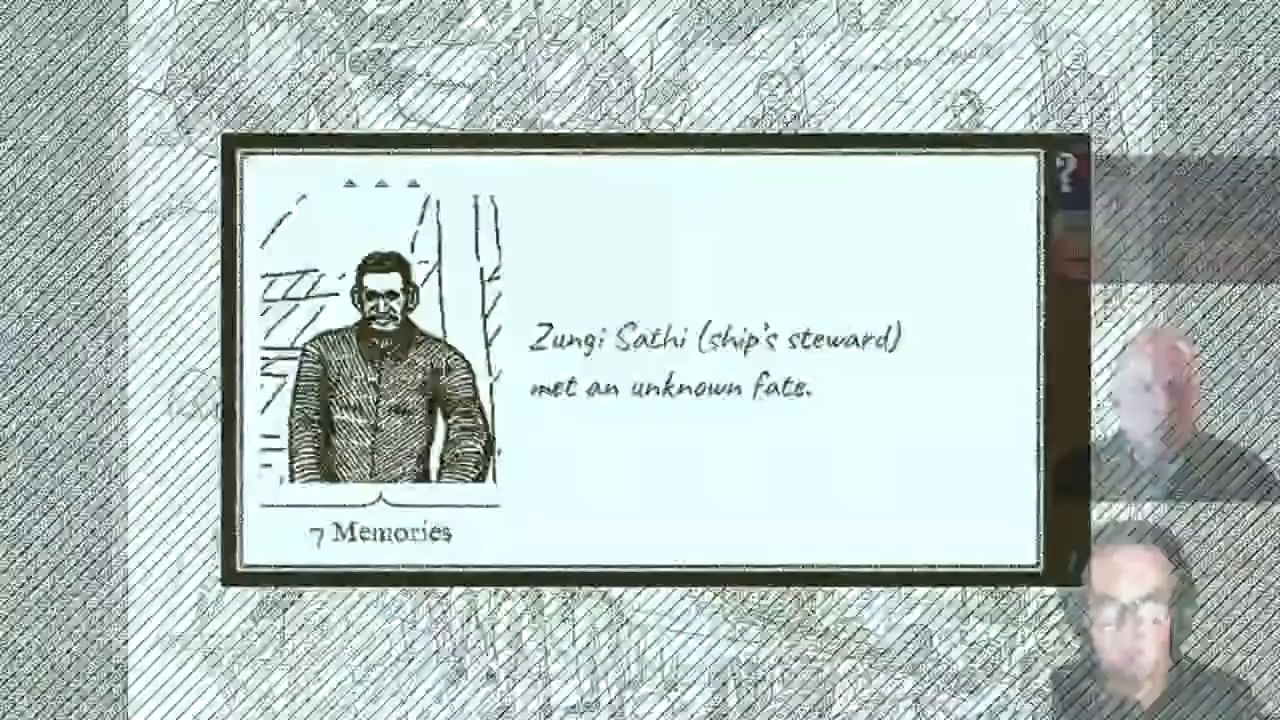 ?
Zungi Sathi (ship's steward)
met an unknown fate.
7 Memories